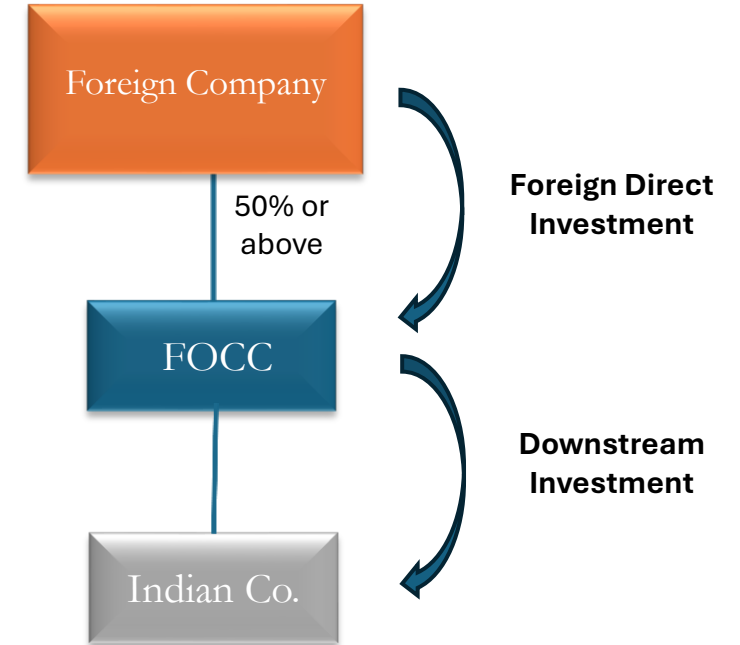 Foreign Company
50% or
above
Foreign Direct
Investment
FOCC
Downstream
Investment
Indian Co.